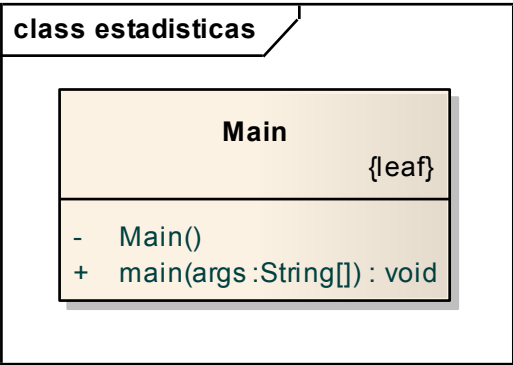 class estadisticas
Main
{leaf}
- Main()
+ main(args :String[]) : void